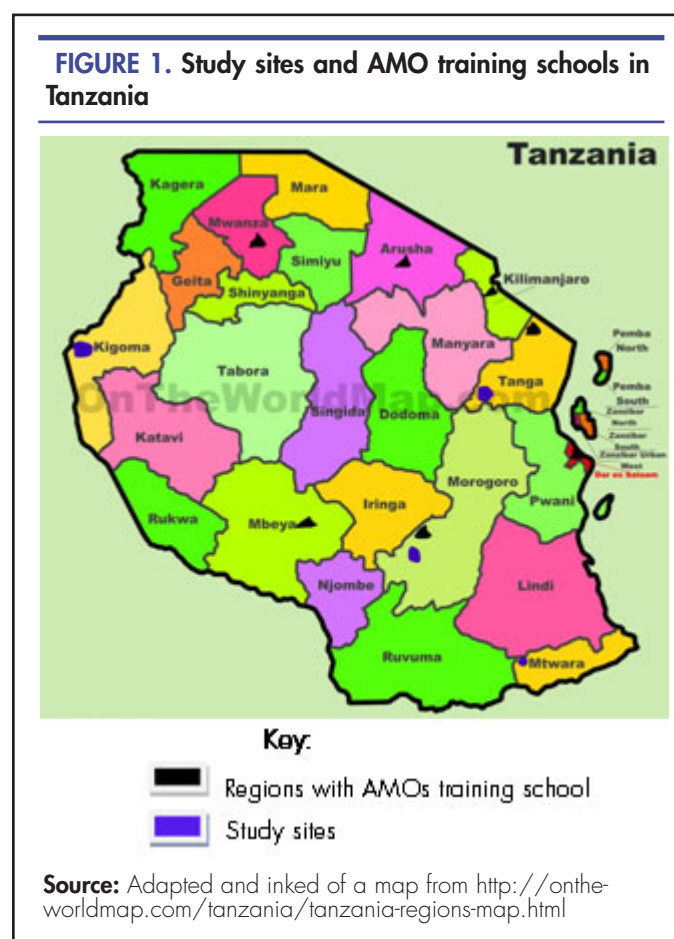 FIGURE 1. Study sites and AMO training schools in
Tanzania
Tanzania
Kagera
Mara
Mwanza
Arusha
Simiyu
Geita
Kilimanjaro
Shinyanga
Kigoma
Manyara
Pemba
North
Tabora
Tanga
Pemba
South
OnTheWorldMap.com
Singida
Dodoma
Zanzibar
North
Zanzibar
South
Zanzibar Urban
West
Dar es Salaam
Katavi
Morogoro
Iringa
Pwani
Rukwa
Mbeya
Njombe
Lindi
Ruvuma
Mtwara
Key:
Regions with AMOs training school
Study sites
Source: Adapted and inked of a map from http://onthe-
worldmap.com/tanzania/tanzania-regions-map.html